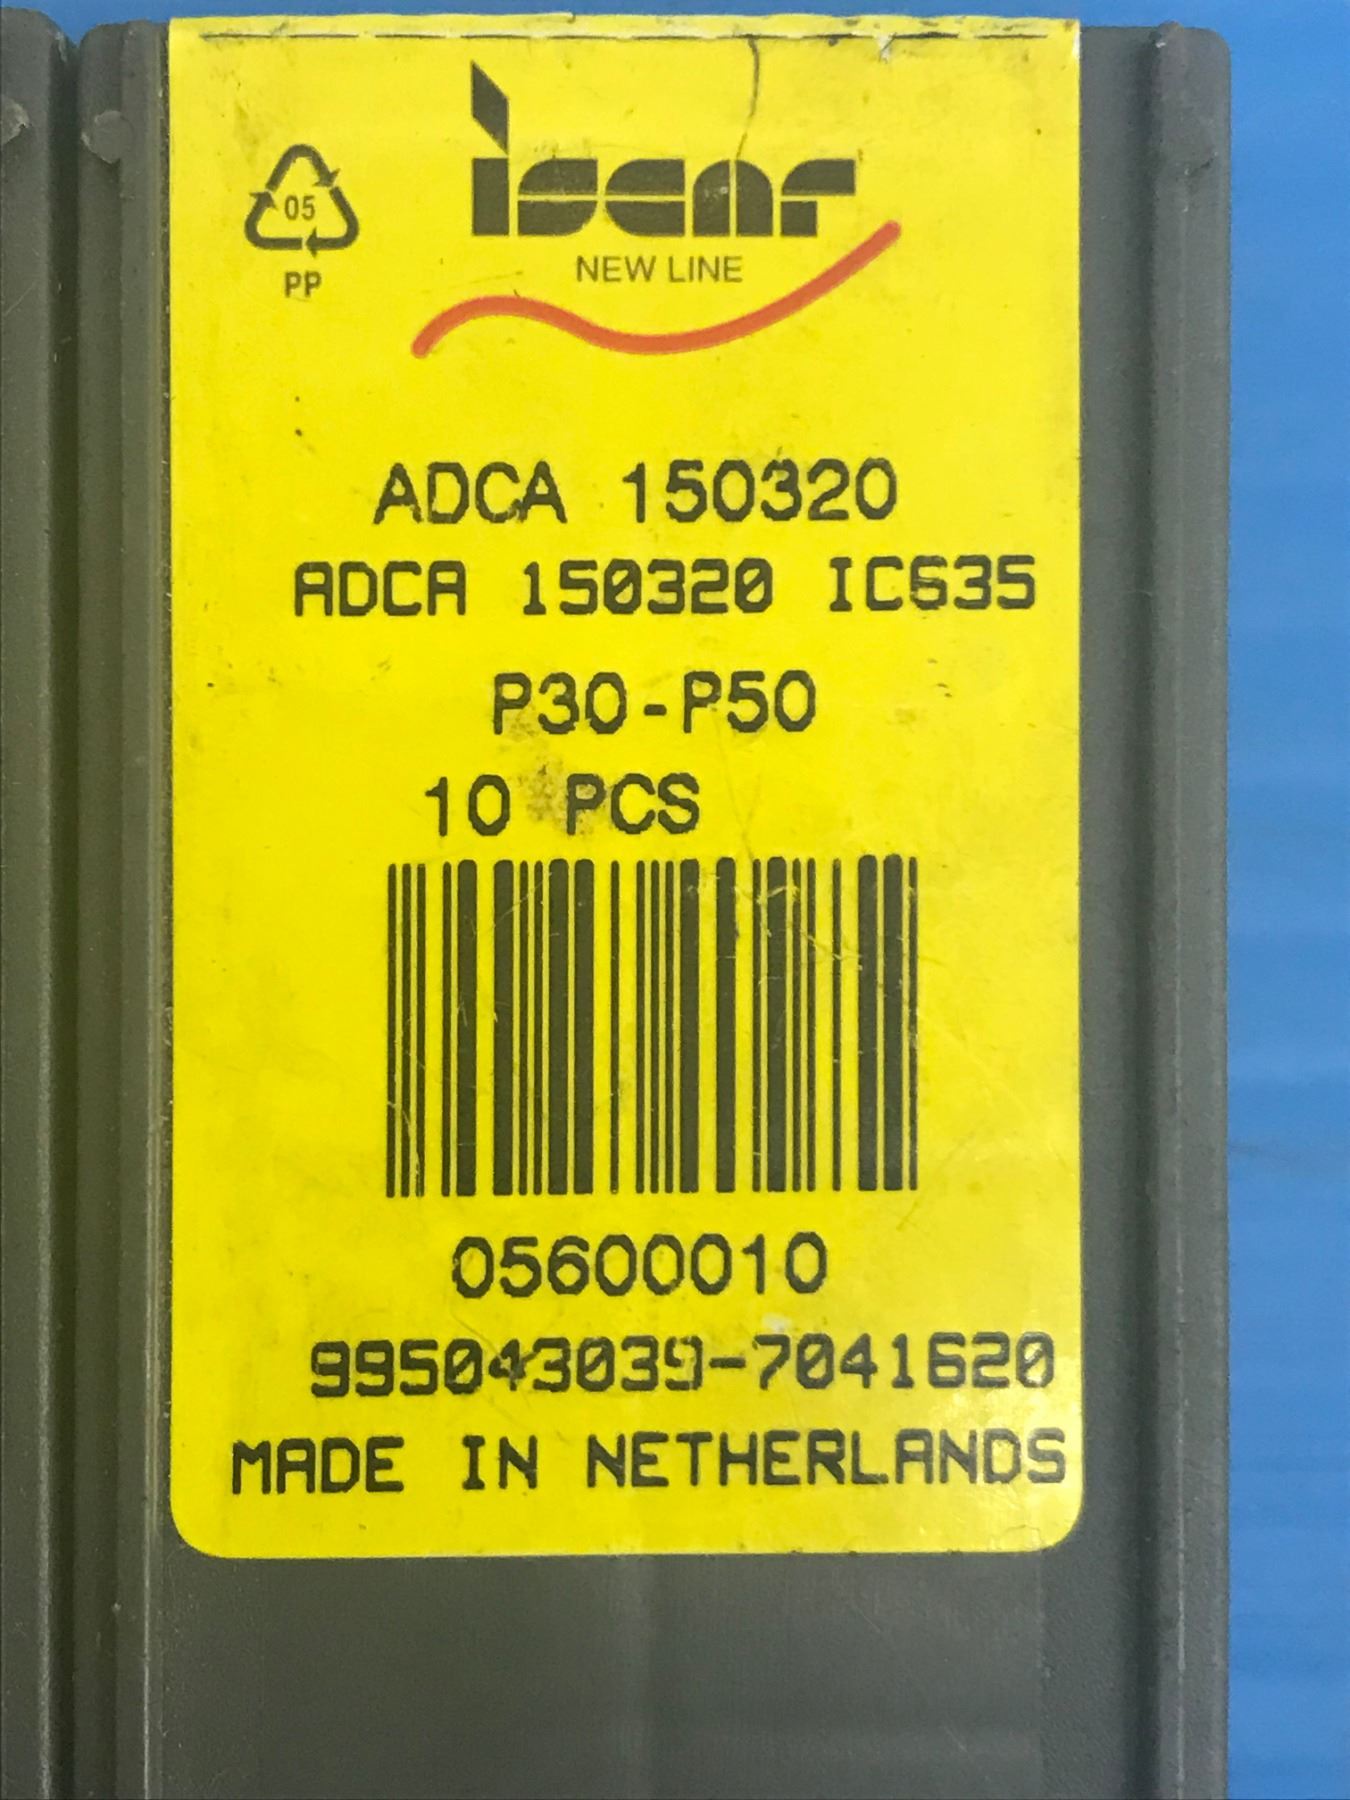 iscar
NEW LINE
05
PP
ADCA 150320
ADCA 150320 IC635
P30-P50
10 PCS
05600010
995043039-7041620
MADE IN NETHERLANDS